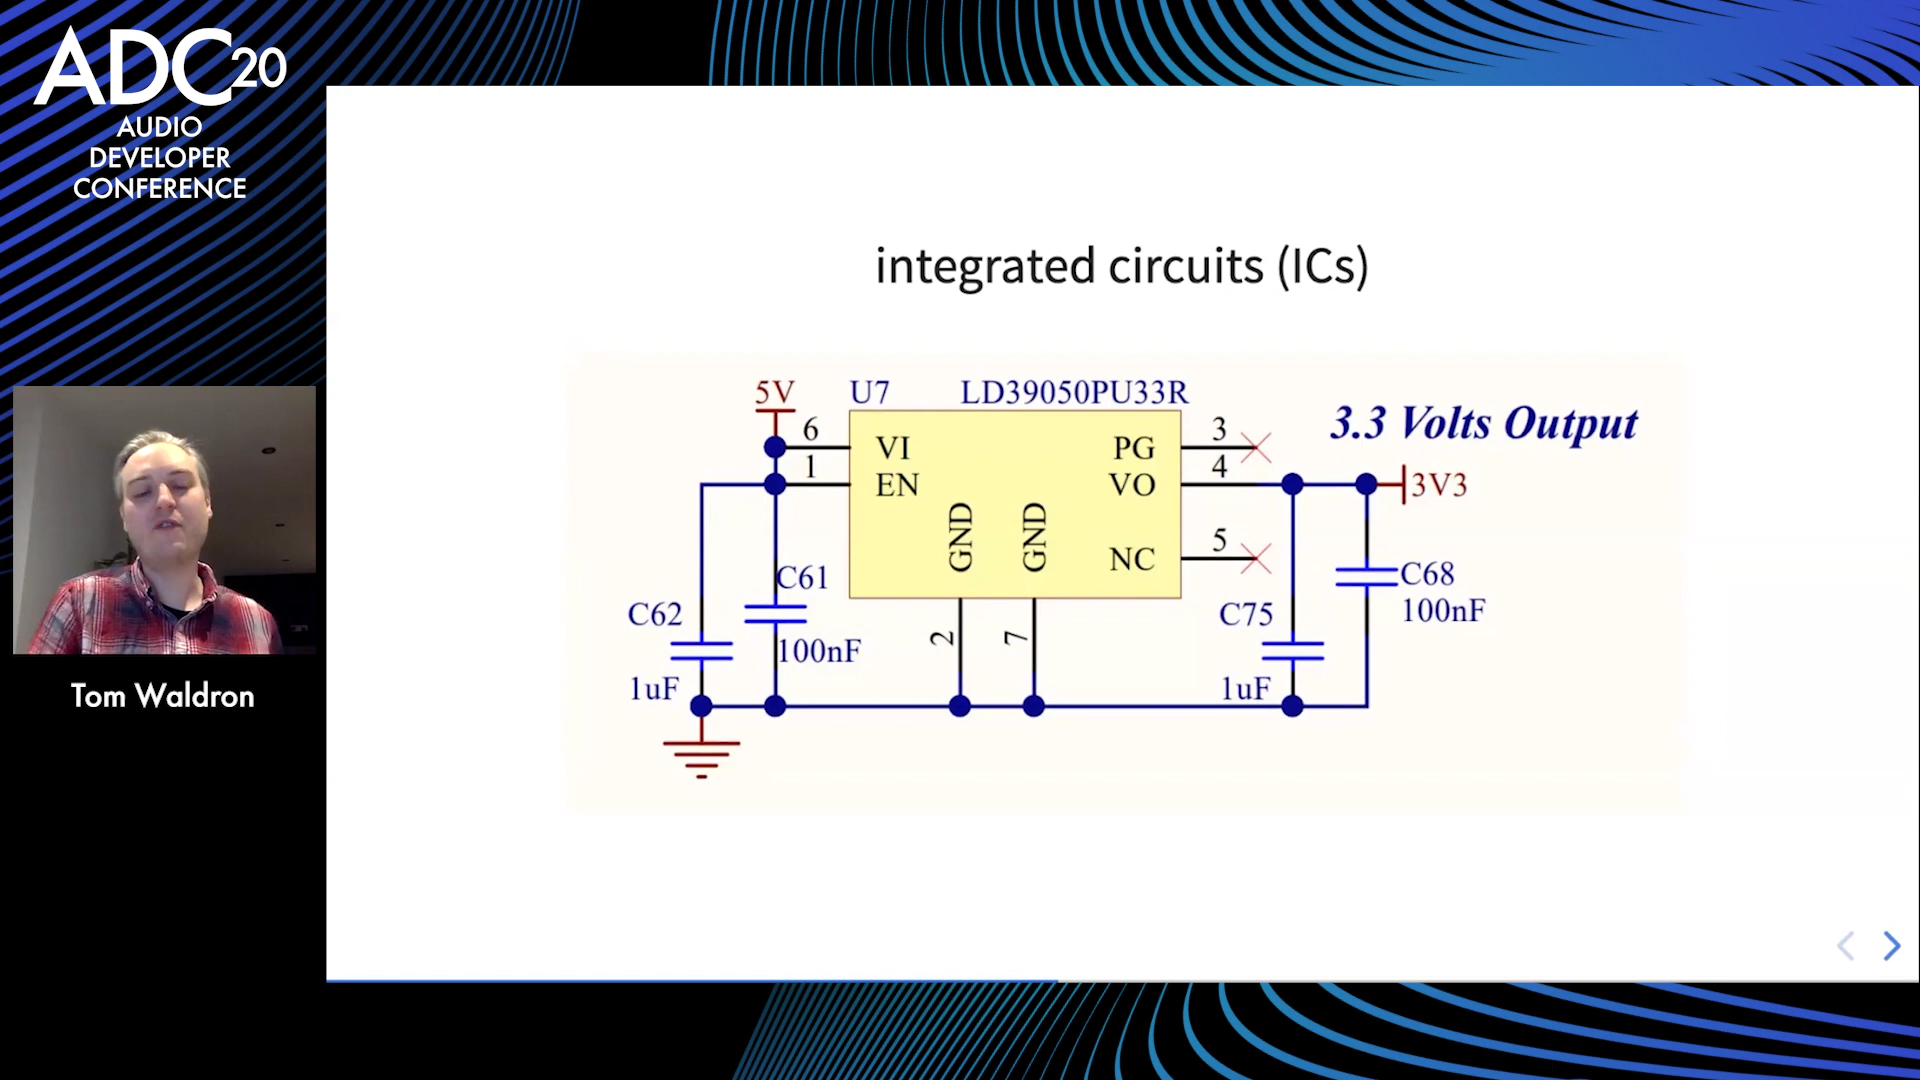 ADC20
AUDIO
DEVELOPER
CONFERENCE
Tom Waldron
integrated circuits (ICs)
5V
U7
LD39050PU33R
3.3 Volts Output
6
VI
1
EN
GND
GND
PG
3
VO
4
NC
5
3V3
C61
100nF
C62
1uF
2
7
C75
1uF
C68
100nF